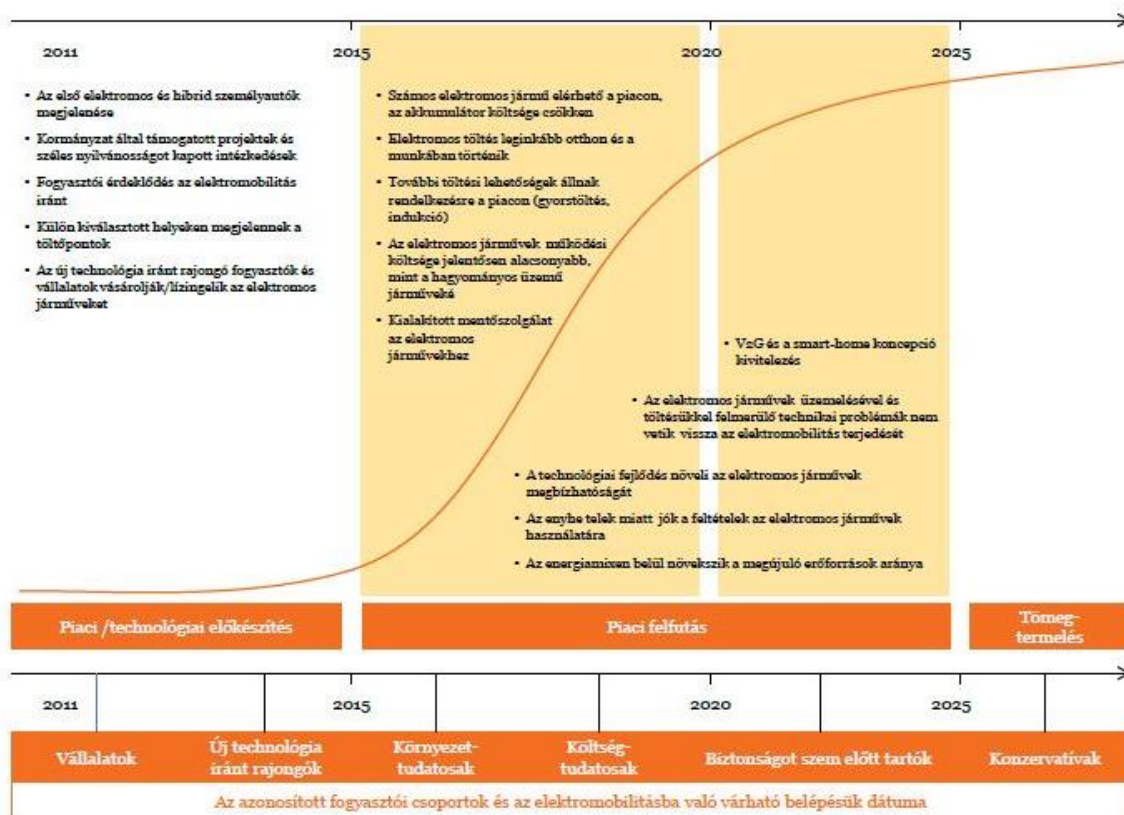 2011
2015
2020
2025
• Az első elektromos és hibrid személyautók
megjelenése
• Kormányzat által támogatott projektek és
széles nyilvánosságot kapott intézkedések
• Fogyasztói érdeklődés az elektromobilitás
iránt
• Külön kiválasztott helyeken megjelennek a
töltőpontok
• Az új technológia iránt rajongó fogyasztók és
vállalatok vásárolják/lízingelik az elektromos
járműveket
• Számos elektromos jármű elérhető a piacon,
az akkumulátor költsége csökken
• Elektromos töltés leginkább otthon és a
munkában történik
• További töltési lehetőségek állnak
rendelkezésre a piacon (gyorstöltés,
indukció)
• Az elektromos járművek működési
költsége jelentősen alacsonyabb,
mint a hagyományos üzemű
járműveké
• Kialakított mentőszolgálat
az elektromos
járművekhez
• V2G és a smart-home koncepció
kivitelezés
• Az elektromos járművek üzemelésével és
töltésükkel felmerülő technikai problémák nem
vetik vissza az elektromobilitás terjedését
• A technológiai fejlődés növeli az elektromos járművek
megbízhatóságát
• Az enyhe telek miatt jók a feltételek az elektromos járművek
használatára
• Az energiamixen belül növekszik a megújuló erőforrások aránya
Piaci /technológiai előkészítés
Piaci felfutás
Tömeg-
termelés
2011
2015
2020
2025
Vállalatok
Új technológia
iránt rajongók
Környezet-
tudatosak
Költség-
tudatosak
Biztonságot szem előtt tartók
Konzervatívak
Az azonosított fogyasztói csoportok és az elektromobilitásba való várható belépésük dátuma